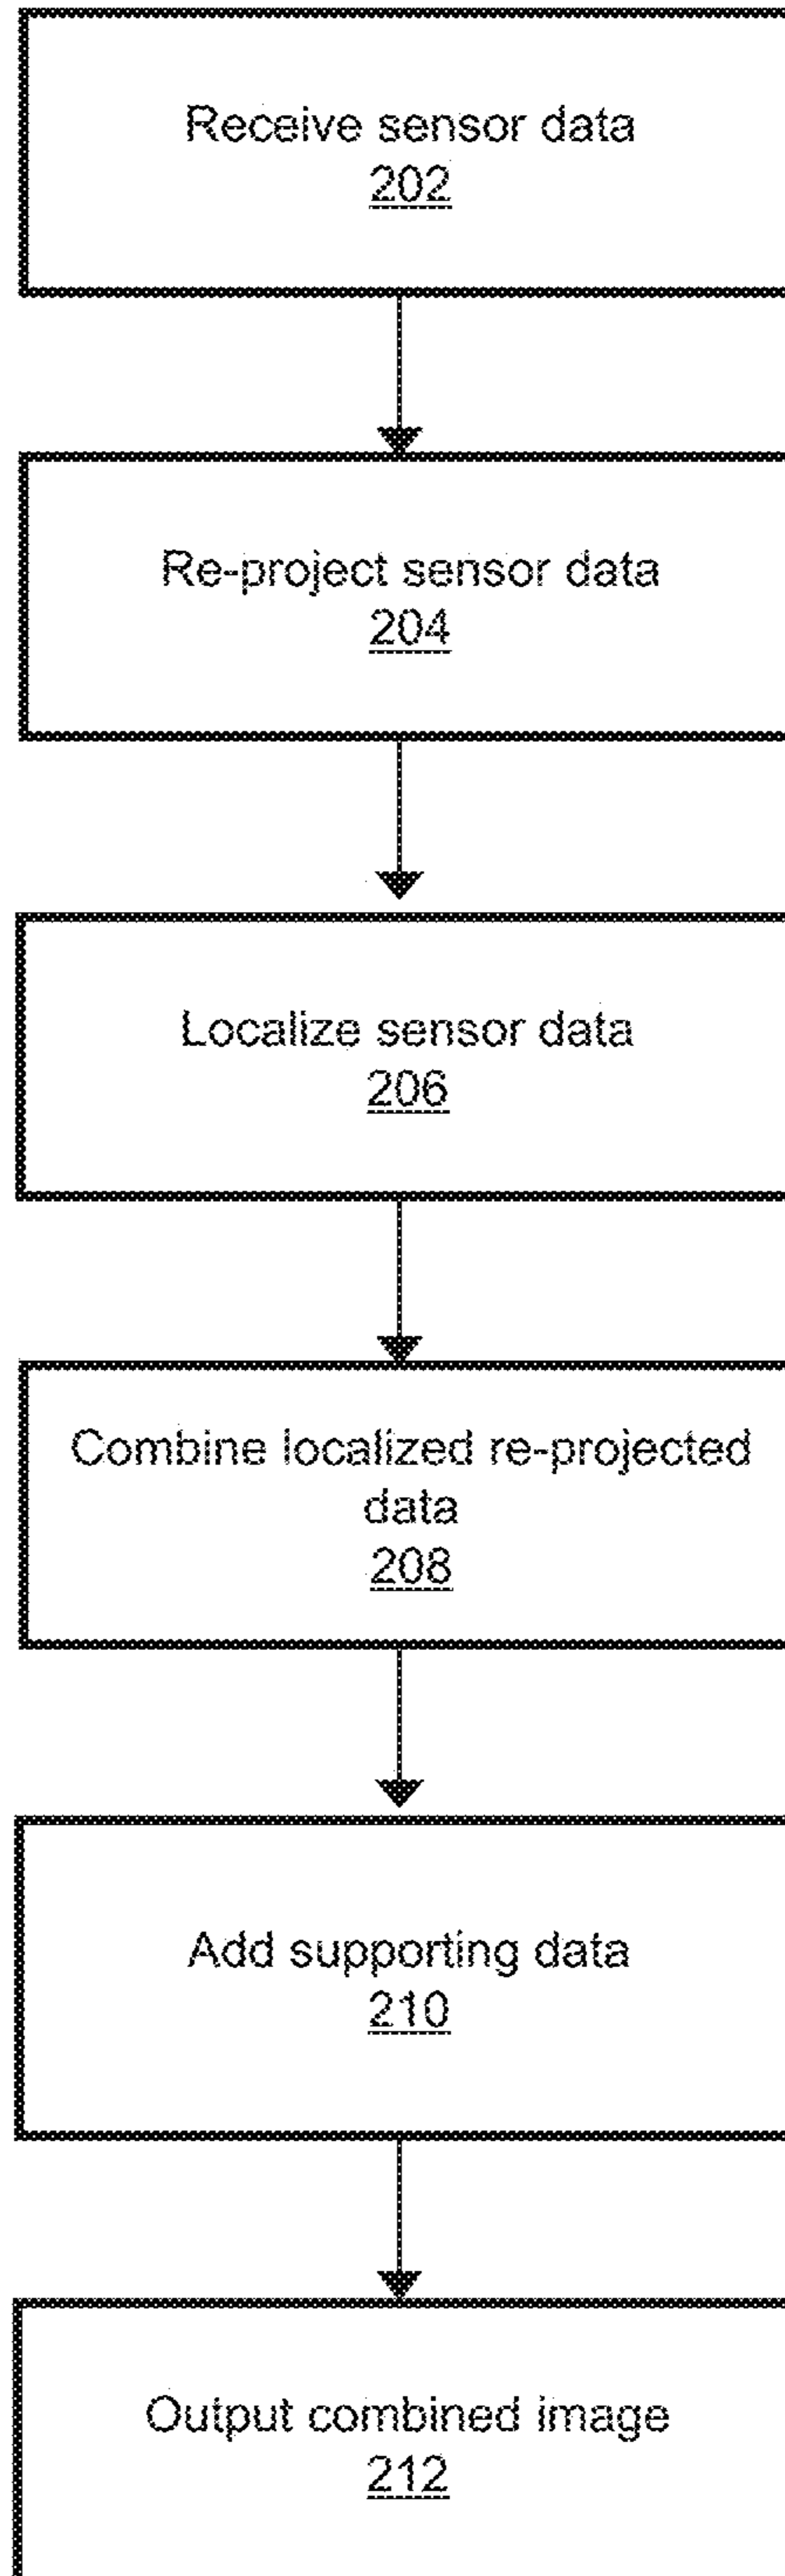 Receive sensor data
202
Re-project sensor data
204
Localize sensor data
206
Combine localized re-projected
data
208
Add supporting data
210
Output combined image
212